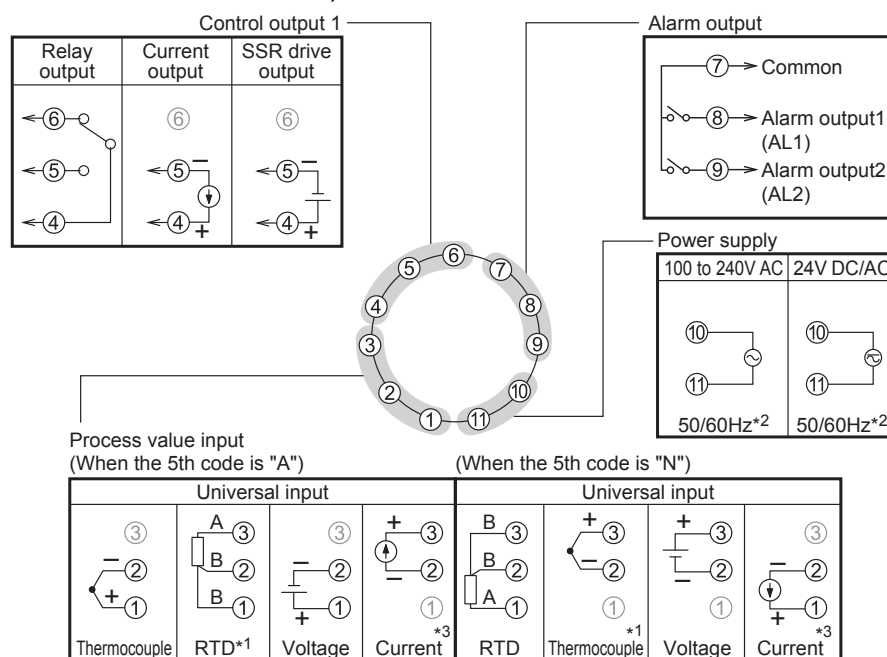 Control output 1
Alarm output
Relay output
Current output
SSR drive output
6
6
6
5
5
−
5
−
4
4
+
4
+
7 Common
8 Alarm output1
(AL1)
9 Alarm output2
(AL2)
Power supply
100 to 240V AC
24V DC/AC
10
10
11
11
50/60Hz*2
50/60Hz*2
6
5
7
4
8
3
9
2
10
1
11
Process value input
(When the 5th code is "A")
(When the 5th code is "N")
Universal input
Universal input
3
A
3
3
+
3
B
3
+
3
+
3
3
−
2
B
2
−
2
−
2
B
2
−
2
−
2
−
2
+
1
B
1
+
1
1
A
1
1
1
+
1
Thermocouple
RTD*1
Voltage
Current
*3
RTD
Thermocouple
*1
Voltage
Current
*3